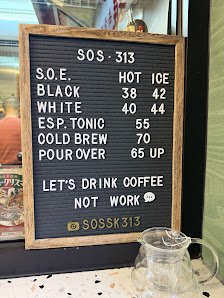 SOS·313
S.O.E. HOT ICE
BLACK 38 42
WHITE 40 44
ESP.TONIC 55
COLD BREW 70
POUR OVER 65 UP
LET'S DRINK COFFEE
NOT WORK
SOSSK313